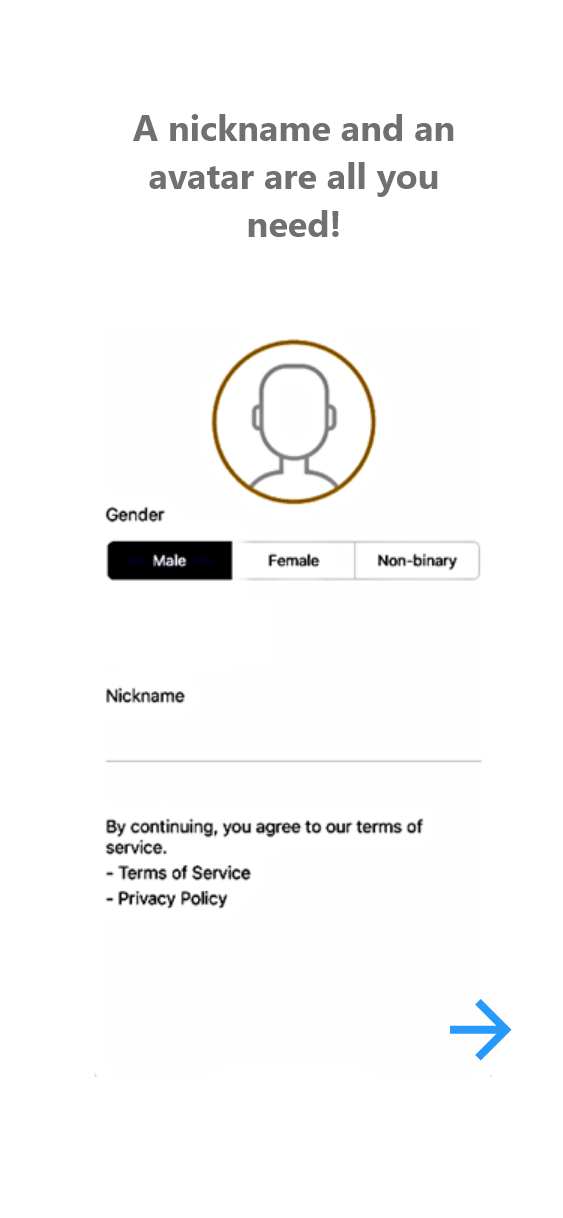 A nickname and an
avatar are all you
need!
Gender
Male Female Non-binary
Nickname
By continuing, you agree to our terms of
service.
- Terms of Service
- Privacy Policy